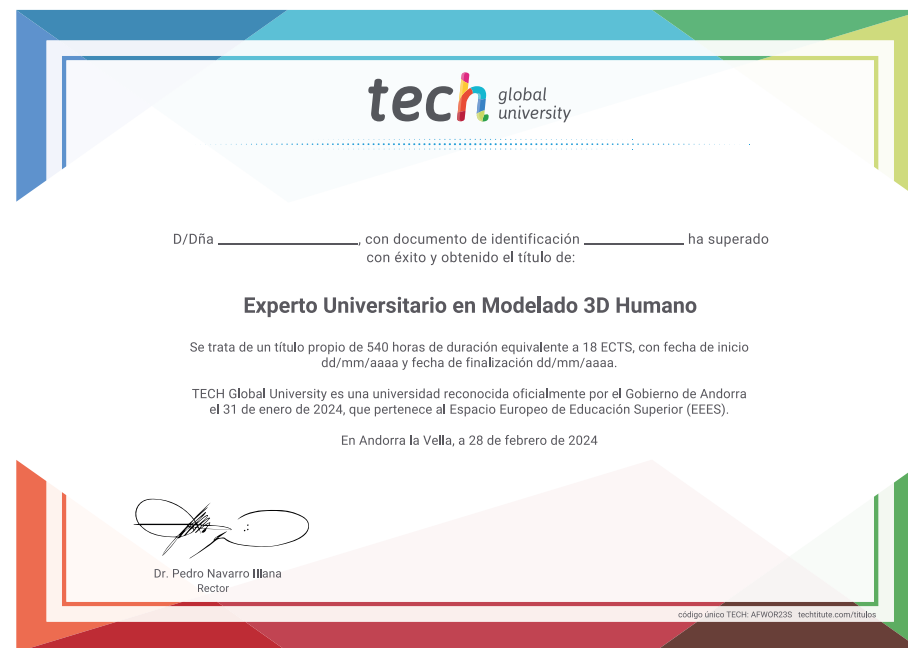 tech global university
D/Dña ____________________, con documento de identificación ______________ ha superado
con éxito y obtenido el título de:
Experto Universitario en Modelado 3D Humano
Se trata de un título propio de 540 horas de duración equivalente a 18 ECTS, con fecha de inicio
dd/mm/aaaa y fecha de finalización dd/mm/aaaa.
TECH Global University es una universidad reconocida oficialmente por el Gobierno de Andorra
el 31 de enero de 2024, que pertenece al Espacio Europeo de Educación Superior (EEES).
En Andorra la Vella, a 28 de febrero de 2024
Dr. Pedro Navarro Illana
Rector
código único TECH: AFWOR23S techtitute.com/titulos